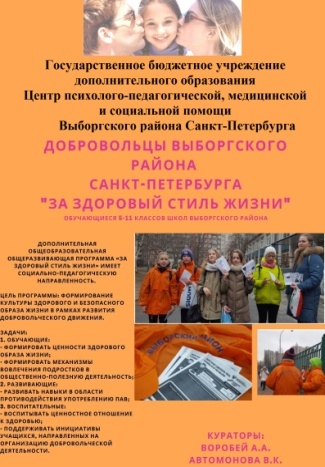 Государственное бюджетное учреждение
дополнительного образования
Центр психолого-педагогической, медицинской
и социальной помощи
Выборгского района Санкт-Петербурга
ДОБРОВОЛЬЦЫ ВЫБОРГСКОГО
РАЙОНА
САНКТ-ПЕТЕРБУРГА
"ЗА ЗДОРОВЫЙ СТИЛЬ ЖИЗНИ"
ОБУЧАЮЩИЕСЯ 5-11 КЛАССОВ ШКОЛ ВЫБОРГСКОГО РАЙОНА
ДОПОЛНИТЕЛЬНАЯ
ОБЩЕОБРАЗОВАТЕЛЬНАЯ
ОБЩЕРАЗВИВАЮЩАЯ ПРОГРАММА «ЗА
ЗДОРОВЫЙ СТИЛЬ ЖИЗНИ» ИМЕЕТ
СОЦИАЛЬНО-ПЕДАГОГИЧЕСКУЮ
НАПРАВЛЕННОСТЬ.
ЦЕЛЬ ПРОГРАММЫ: ФОРМИРОВАНИЕ
КУЛЬТУРЫ ЗДОРОВОГО И БЕЗОПАСНОГО
ОБРАЗА ЖИЗНИ В РАМКАХ РАЗВИТИЯ
ДОБРОВОЛЬЧЕСКОГО ДВИЖЕНИЯ.
ЗАДАЧИ:
1. ОБУЧАЮЩИЕ:
- ФОРМИРОВАТЬ ЦЕННОСТИ ЗДОРОВОГО
ОБРАЗА ЖИЗНИ;
- ФОРМИРОВАТЬ МЕХАНИЗМЫ
ВОВЛЕЧЕНИЯ ПОДРОСТКОВ В
ОБЩЕСТВЕННО-ПОЛЕЗНУЮ ДЕЯТЕЛЬНОСТЬ;
2. РАЗВИВАЮЩИЕ:
- РАЗВИВАТЬ НАВЫКИ В ОБЛАСТИ
ПРОТИВОДЕЙСТВИЯ УПОТРЕБЛЕНИЮ ПАВ;
3. ВОСПИТАТЕЛЬНЫЕ:
- ВОСПИТЫВАТЬ ЦЕННОСТНОЕ ОТНОШЕНИЕ
К ЗДОРОВЬЮ;
- ПОДДЕРЖИВАТЬ ИНИЦИАТИВЫ
УЧАЩИХСЯ, НАПРАВЛЕННЫХ НА
ОРГАНИЗАЦИЮ ДОБРОВОЛЬЧЕСКОЙ
ДЕЯТЕЛЬНОСТИ.
ВЫБОРГСКИЙ РАЙОН
КУРАТОРЫ:
ВОРОБЕЙ А.А.
АВТОМОНОВА В.К.